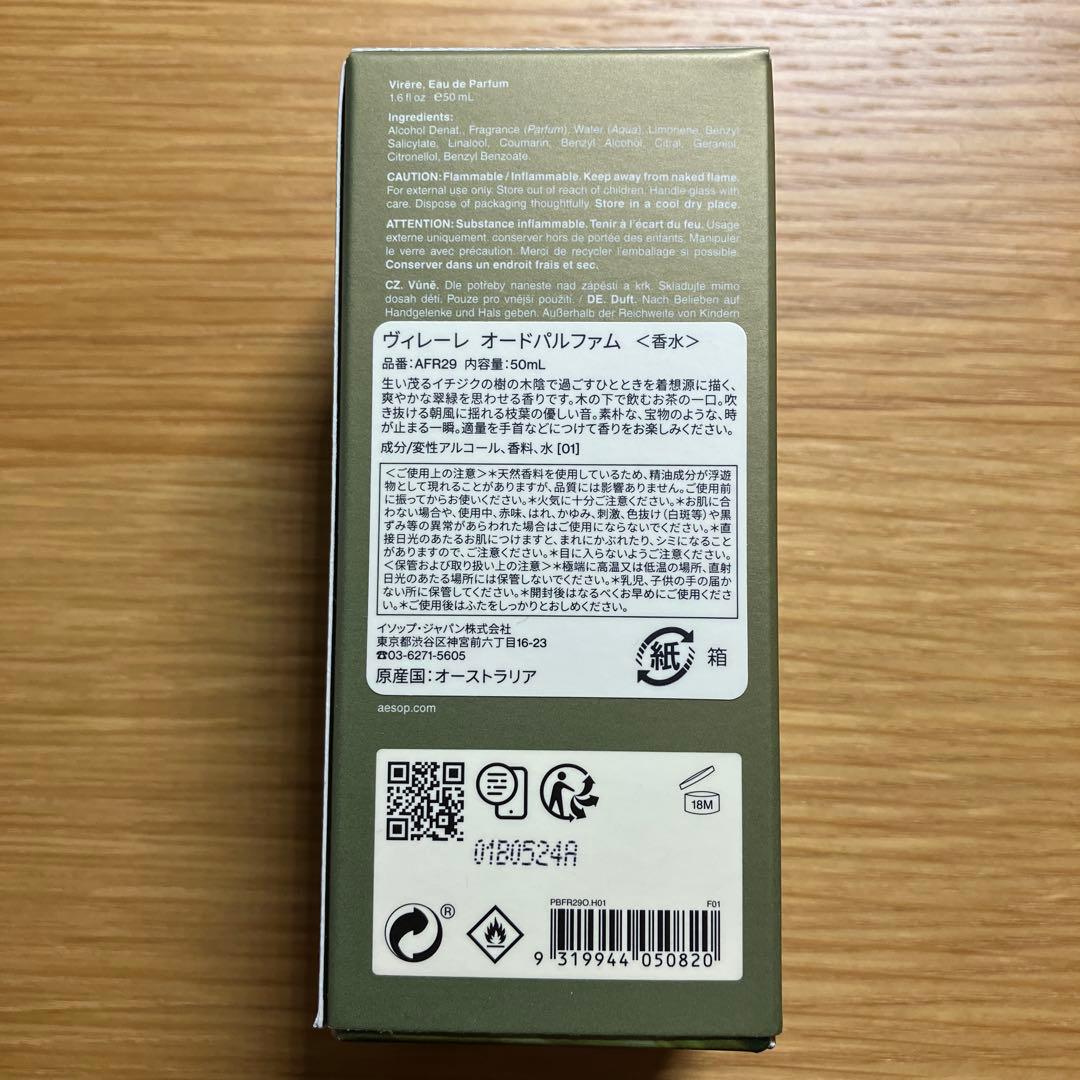 Virēre, Eau de Parfum
1.6 fl oz ℮50 mL
Ingredients:
Alcohol Denat., Fragrance (Parfum), Water (Aqua), Limonene, Benzyl
Salicylate, Linalool, Coumarin, Benzyl Alcohol, Citral, Geraniol,
Citronellol, Benzyl Benzoate.
CAUTION: Flammable / Inflammable. Keep away from naked flame.
For external use only. Store out of reach of children. Handle glass with
care. Dispose of packaging thoughtfully. Store in a cool dry place.
ATTENTION: Substance inflammable. Tenir à l'écart du feu. Usage
externe uniquement. conserver hors de portée des enfants. Manipuler
le verre avec précaution. Merci de recycler l'emballage si possible.
Conserver dans un endroit frais et sec.
CZ. Vůně. Dle potřeby naneste nad zápěstí a krk. Skladujte mimo
dosah dětí. Pouze pro vnější použití. / DE. Duft. Nach Belieben auf
Handgelenke und Hals geben. Außerhalb der Reichweite von Kindern
ヴィレーレ オードパルファム <香水>
品番:AFR29 内容量:50mL
生い茂るイチジクの樹の木陰で過ごすひとときを着想源に描く、
爽やかな翠緑を思わせる香りです。木の下で飲むお茶の一口。吹
き抜ける朝風に揺れる枝葉の優しい音。素朴な、宝物のような、時
が止まる一瞬。適量を手首などにつけて香りをお楽しみください。
成分/変性アルコール、香料、水 [01]
<ご使用上の注意>*天然香料を使用しているため、精油成分が浮遊
物として現れることがありますが、品質には影響ありません。ご使用前
に振ってからお使いください。*火気に十分ご注意ください。*お肌に合
わない場合や、使用中、赤味、はれ、かゆみ、刺激、色抜け(白斑等)や黒
ずみ等の異常があらわれた場合はご使用にならないでください。*直
接日光のあたるお肌につけますと、まれにかぶれたり、シミになること
がありますので、ご注意ください。*目に入らないようご注意ください。
<保管および取り扱い上の注意>*極端に高温又は低温の場所、直射
日光のあたる場所には保管しないでください。*乳児、子供の手の届か
ない所に保管してください。*開封後はなるべくお早めにご使用くださ
い。*ご使用後はふたをしっかりとおしめください。
イソップ・ジャパン株式会社
東京都渋谷区神宮前六丁目16-23
☎03-6271-5605
原産国:オーストラリア
紙 箱
aesop.com
18M
01B0524A
PBFR29O.H01 F01
®
9 319944 050820